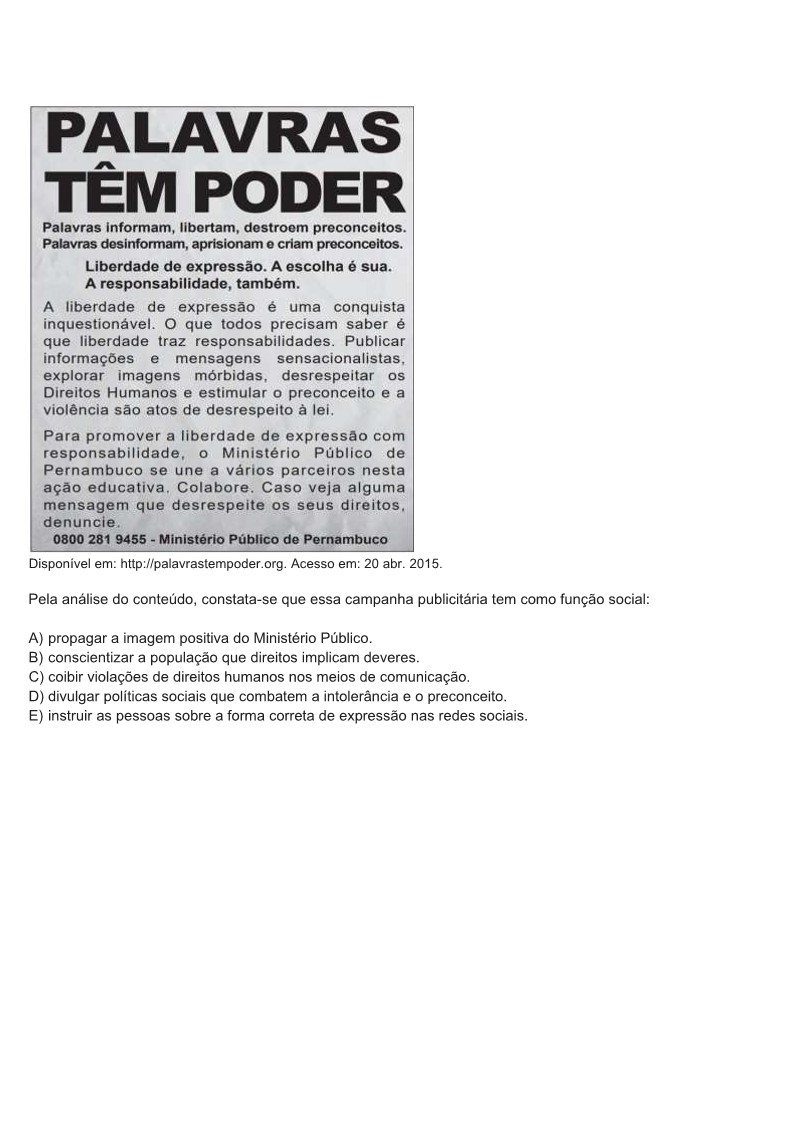 PALAVRAS
TÊM PODER
Palavras informam, libertam, destroem preconceitos.
Palavras desinformam, aprisionam e criam preconceitos.
Liberdade de expressão. A escolha é sua.
A responsabilidade, também.
A liberdade de expressão é uma conquista
inquestionável. O que todos precisam saber é
que liberdade traz responsabilidades. Publicar
informações e mensagens sensacionalistas,
explorar imagens mórbidas, desrespeitar os
Direitos Humanos e estimular o preconceito e a
violência são atos de desrespeito à lei.
Para promover a liberdade de expressão com
responsabilidade, o Ministério Público de
Pernambuco se une a vários parceiros nesta
ação educativa. Colabore. Caso veja alguma
mensagem que desrespeite os seus direitos,
denuncie.
0800 281 9455 - Ministério Público de Pernambuco
Disponível em: http://palavrastempoder.org. Acesso em: 20 abr. 2015.
Pela análise do conteúdo, constata-se que essa campanha publicitária tem como função social:
A) propagar a imagem positiva do Ministério Público.
B) conscientizar a população que direitos implicam deveres.
C) coibir violações de direitos humanos nos meios de comunicação.
D) divulgar políticas sociais que combatem a intolerância e o preconceito.
E) instruir as pessoas sobre a forma correta de expressão nas redes sociais.